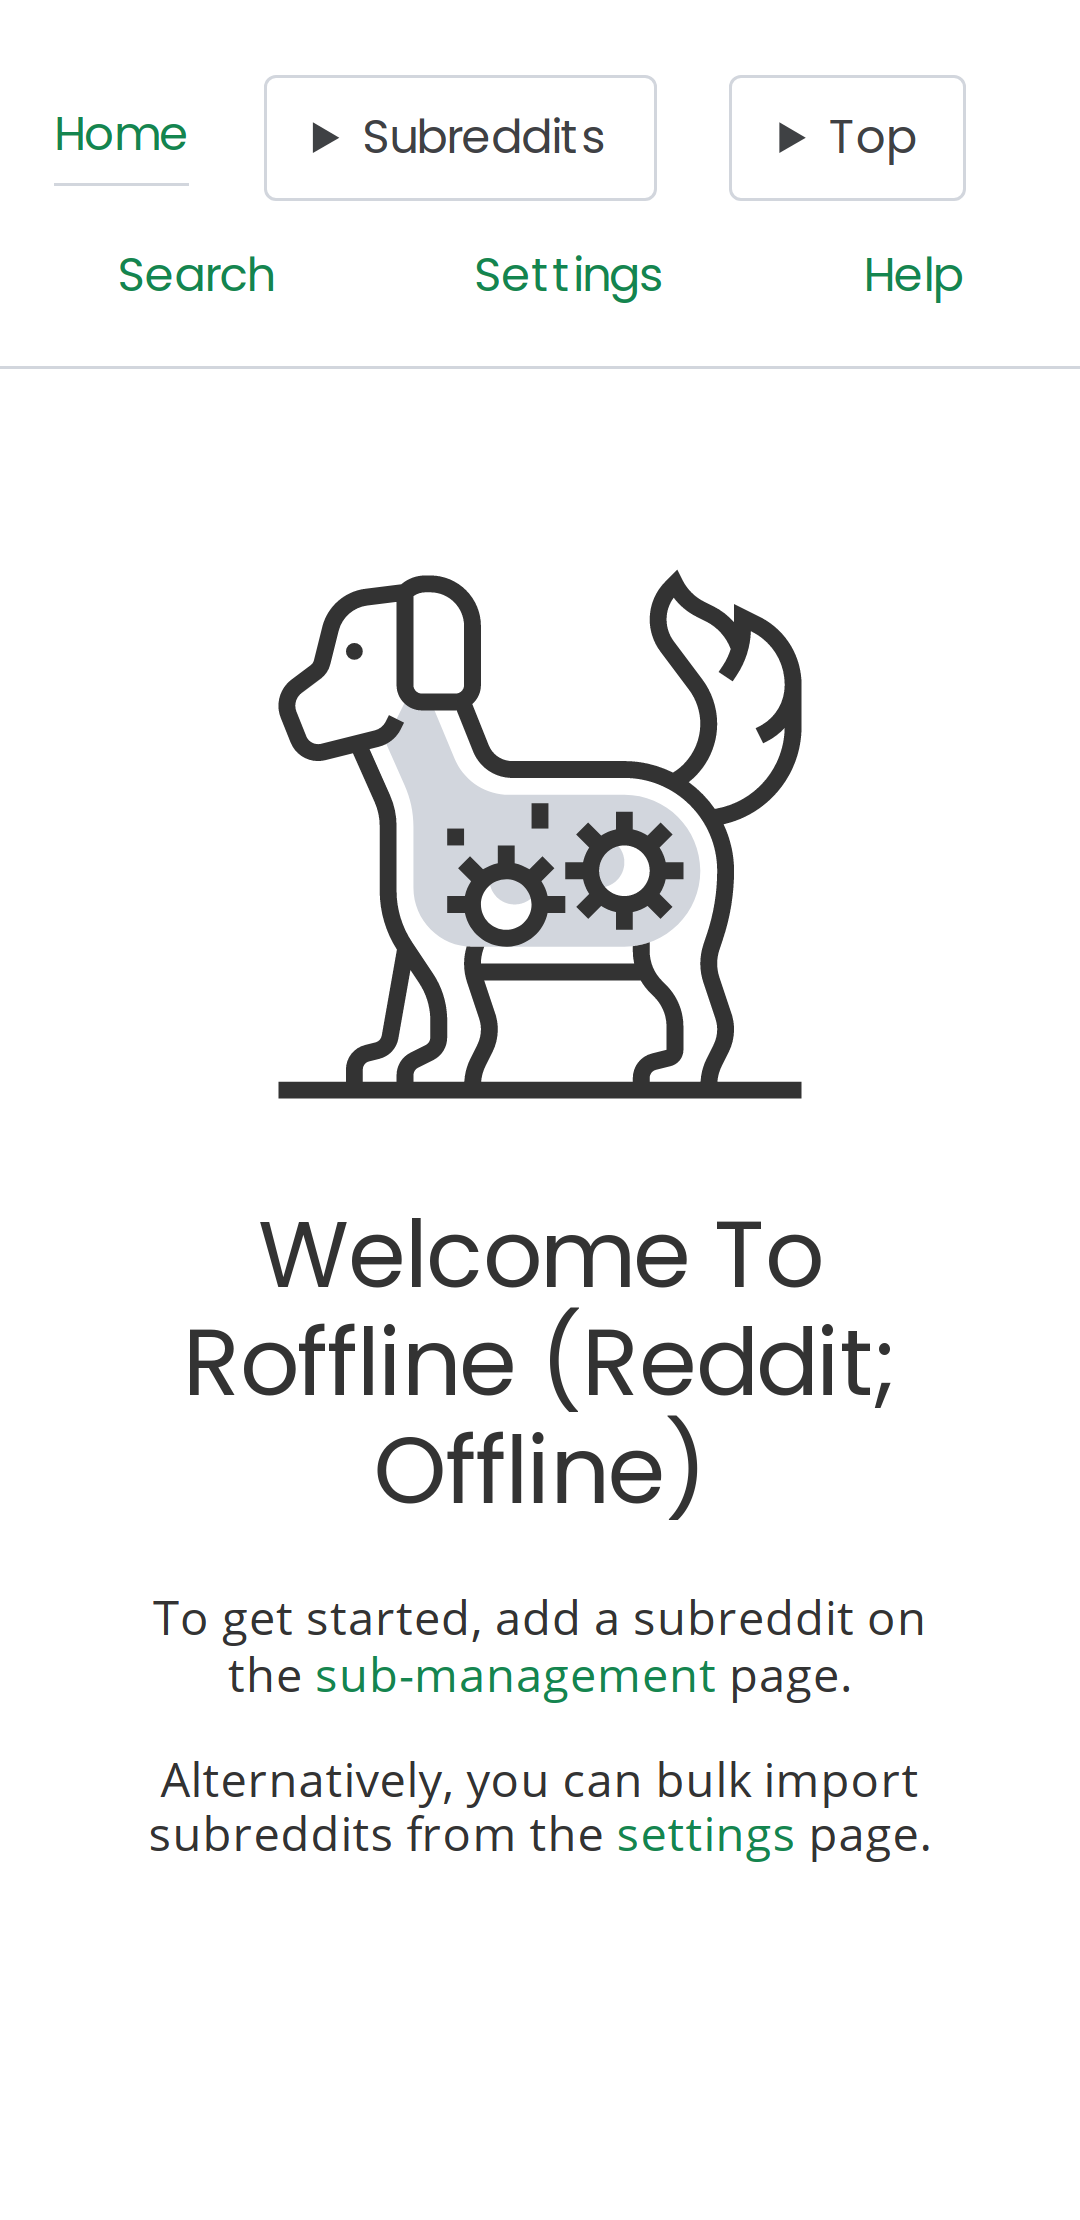 Home
Subreddits
Top
Search
Settings
Help
Welcome To
Roffline (Reddit;
Offline)
To get started, add a subreddit on
the sub-management page.
Alternatively, you can bulk import
subreddits from the settings page.